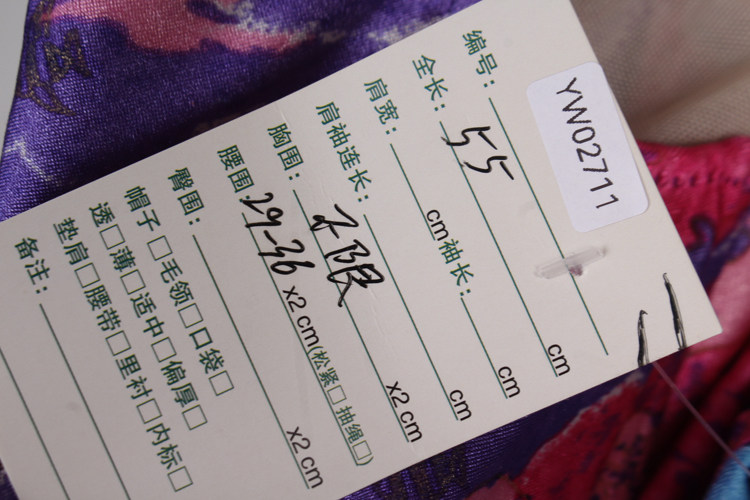 编号: YW02711
全长: 55 cm
肩宽: cm 袖长: cm
肩袖连长: cm
胸围: 不限 x2 cm
腰围: 29-36 x2 cm(松紧□ 抽绳□)
臀围: x2 cm
帽子□ 毛领□ 口袋□
透□ 薄□ 适中□ 偏厚□
垫肩□ 腰带□ 里衬□ 内标□
备注: